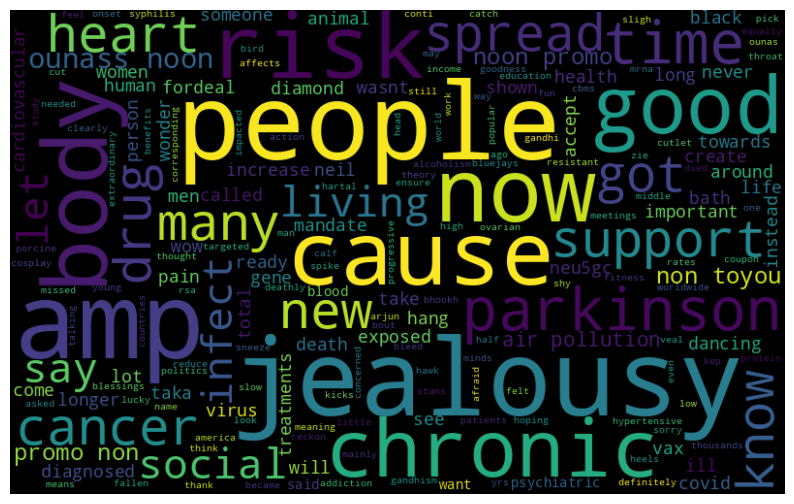 feel onset syphilis someone conti animal catch black sligh pick equally ounas
heart risk spread time
ounass noon cut bird affects noon promo may income goodness mrna throat
women fordeal diamond wasnt still health education long never
human shown work way fun cbms
cardiovascular study needed person wonder corresponding benefits impacted action head world popular gandhi accept cutlet towards
people good
clearly extraordinary body drug increase neil alcoholism ago bluejays resistant zie died create around
let men called hartal theory ensure now got middle life
many living mandate meetings important bath one instead
porcine cosplay wow targeted man high ovarian
thought ready calf spike progressive cause support rates coupon
pain gene neu5gc non toyou
missed young rsa infect blood take bhookh shy fitness worldwide
amp talking countries total new hang arjun bout parkinson
deathly exposed half air pollution veal dancing
say politics reduce sneeze death bleed minds afraid kep even protein
come lot blessings taka slow kicks hawk felt
asked lucky longer look concerned stans jealousy low
cancer name virus treatments meaning little see patients hoping hypertensive sorry know
promo non america think social reckon chronic thousands
diagnosed will mainly heels vax ill
means fallen thank became said addiction gandhism yrs want psychiatric definitely covid